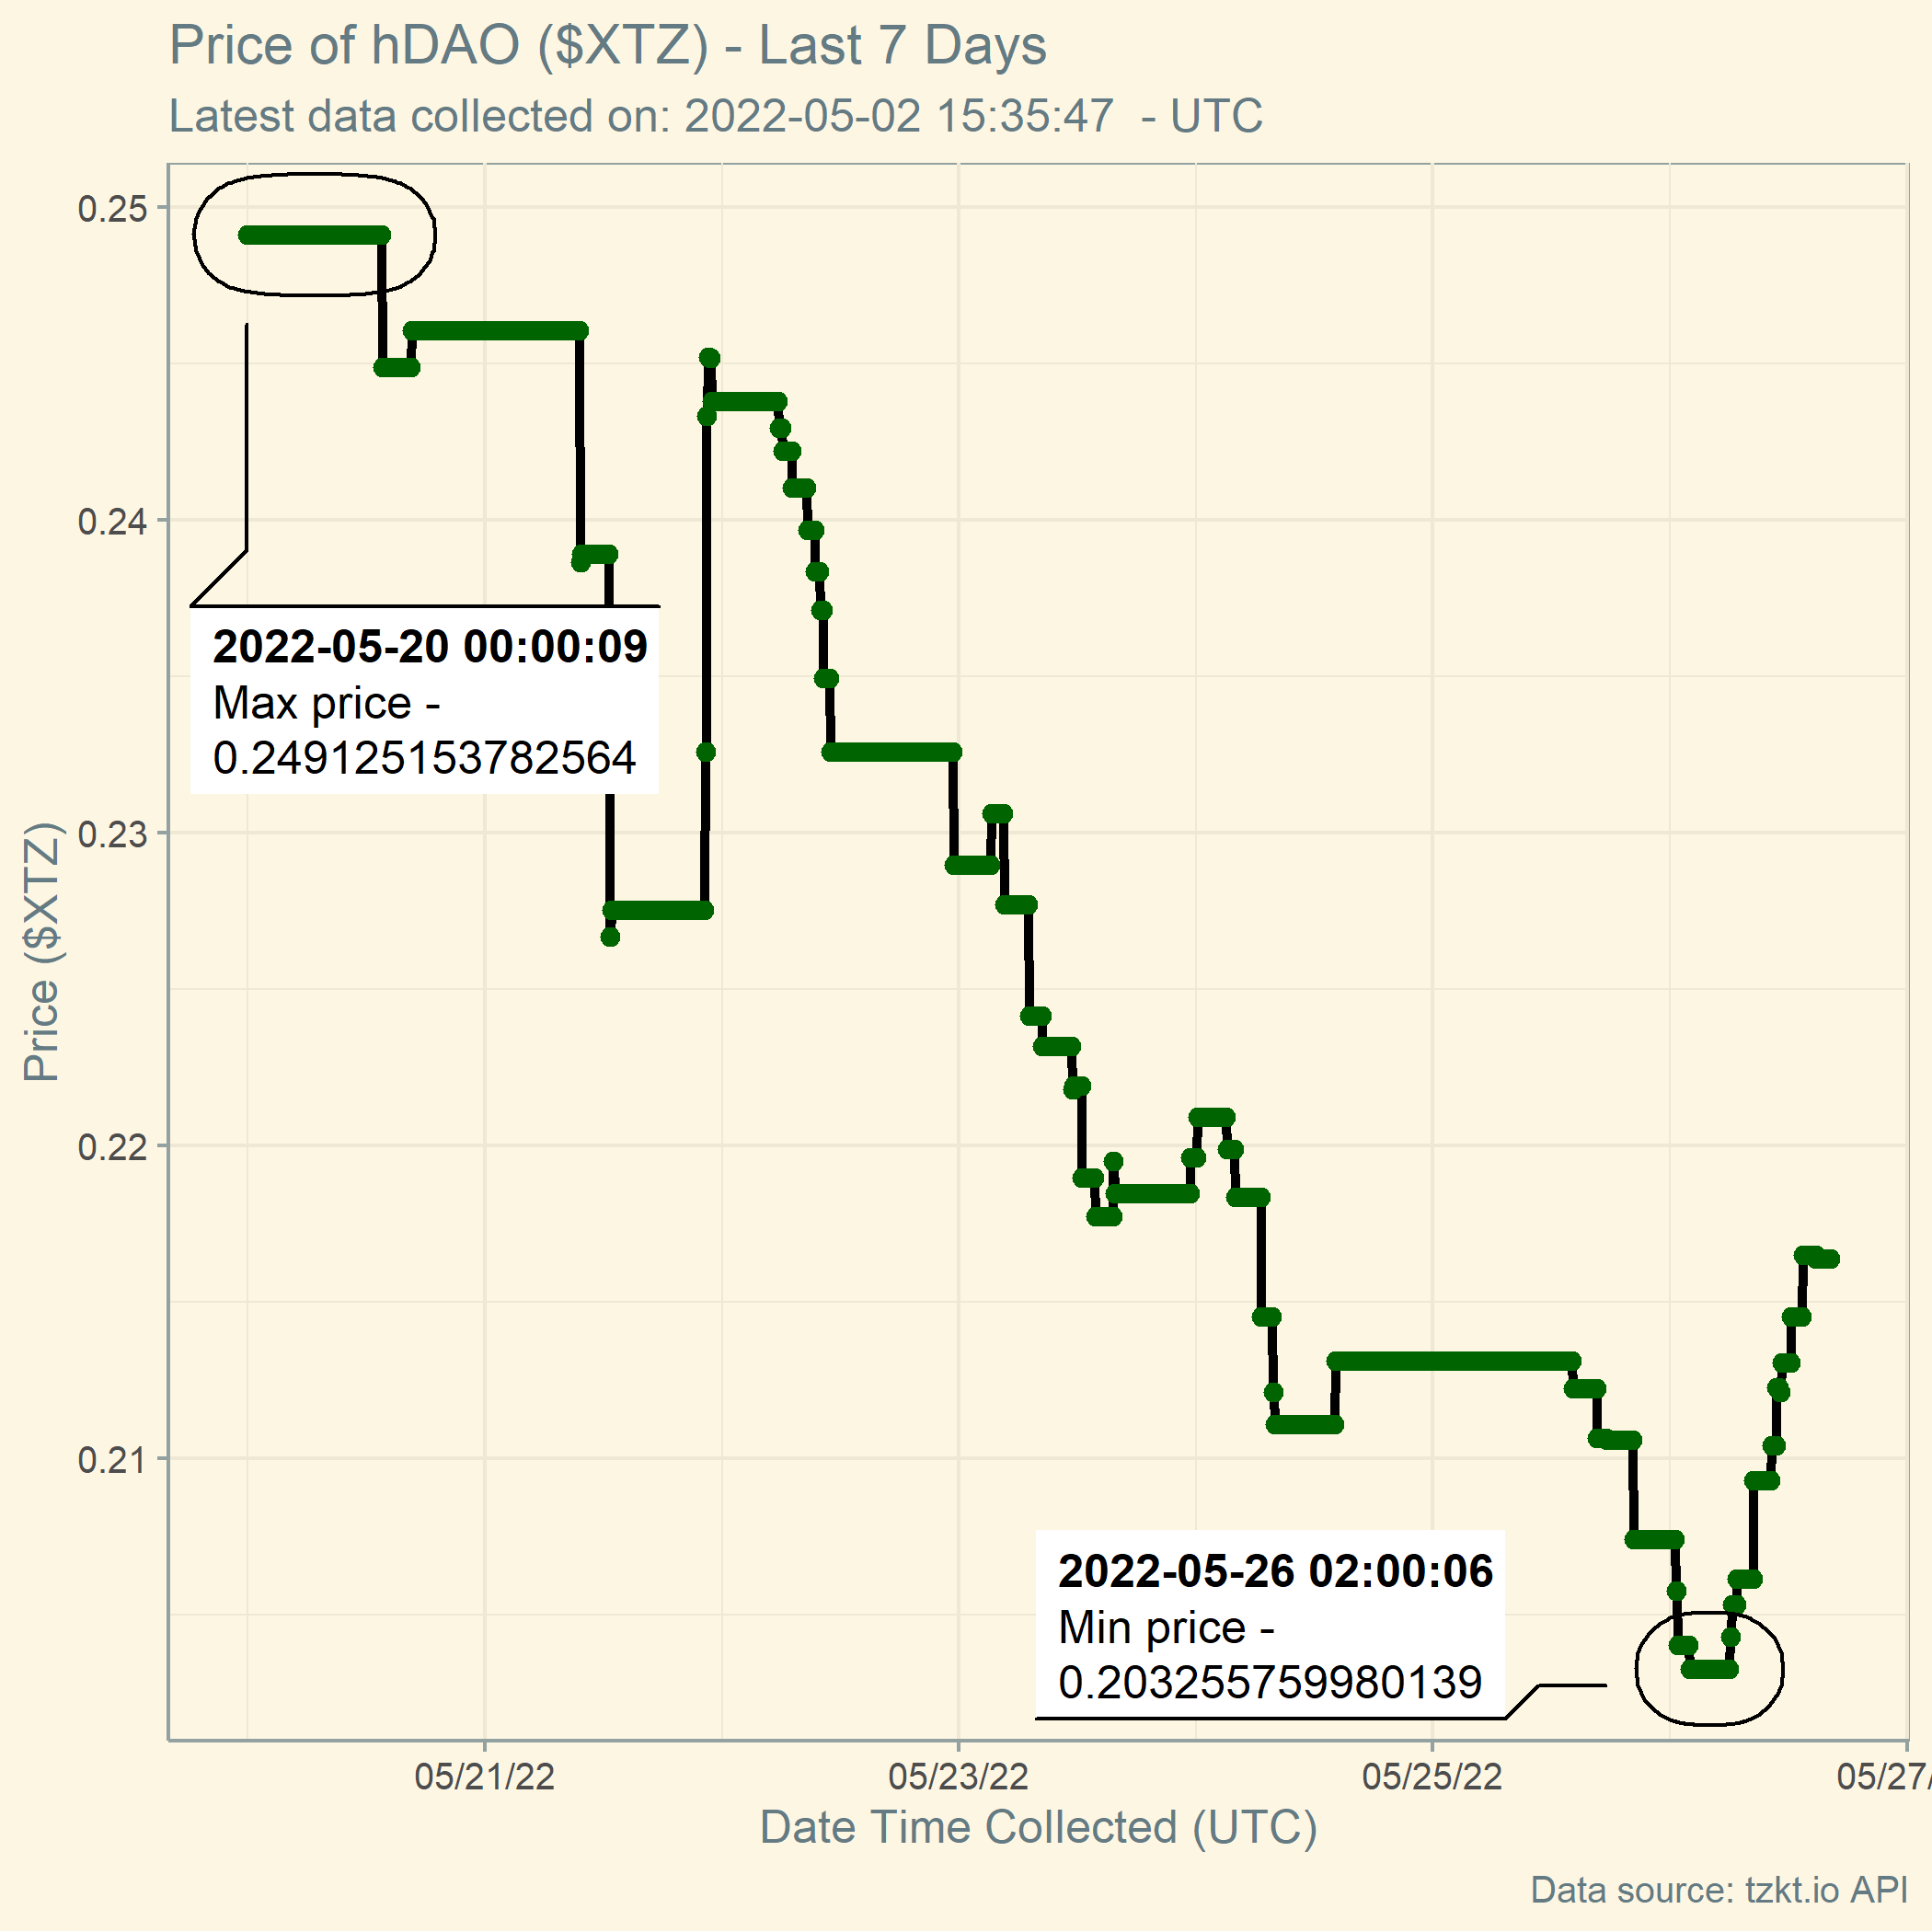 Price of hDAO ($XTZ) - Last 7 Days
Latest data collected on: 2022-05-02 15:35:47  - UTC
0.25
0.24
0.23
0.22
0.21
Price ($XTZ)
2022-05-20 00:00:09
Max price -
0.249125153782564
2022-05-26 02:00:06
Min price -
0.203255759980139
05/21/22
05/23/22
05/25/22
05/27/
Date Time Collected (UTC)
Data source: tzkt.io API